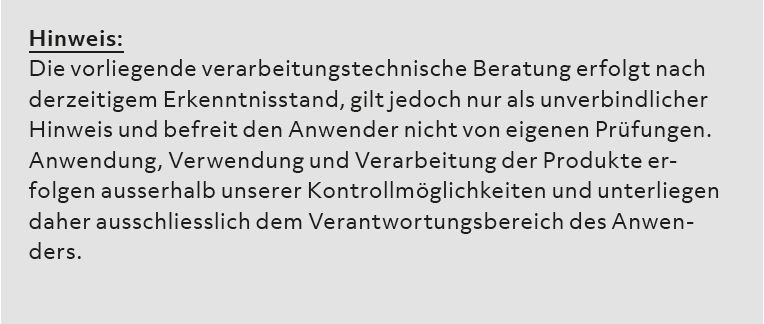 Hinweis:
Die vorliegende verarbeitungstechnische Beratung erfolgt nach
derzeitigem Erkenntnisstand, gilt jedoch nur als unverbindlicher
Hinweis und befreit den Anwender nicht von eigenen Prüfungen.
Anwendung, Verwendung und Verarbeitung der Produkte er-
folgen ausserhalb unserer Kontrollmöglichkeiten und unterliegen
daher ausschliesslich dem Verantwortungsbereich des Anwen-
ders.